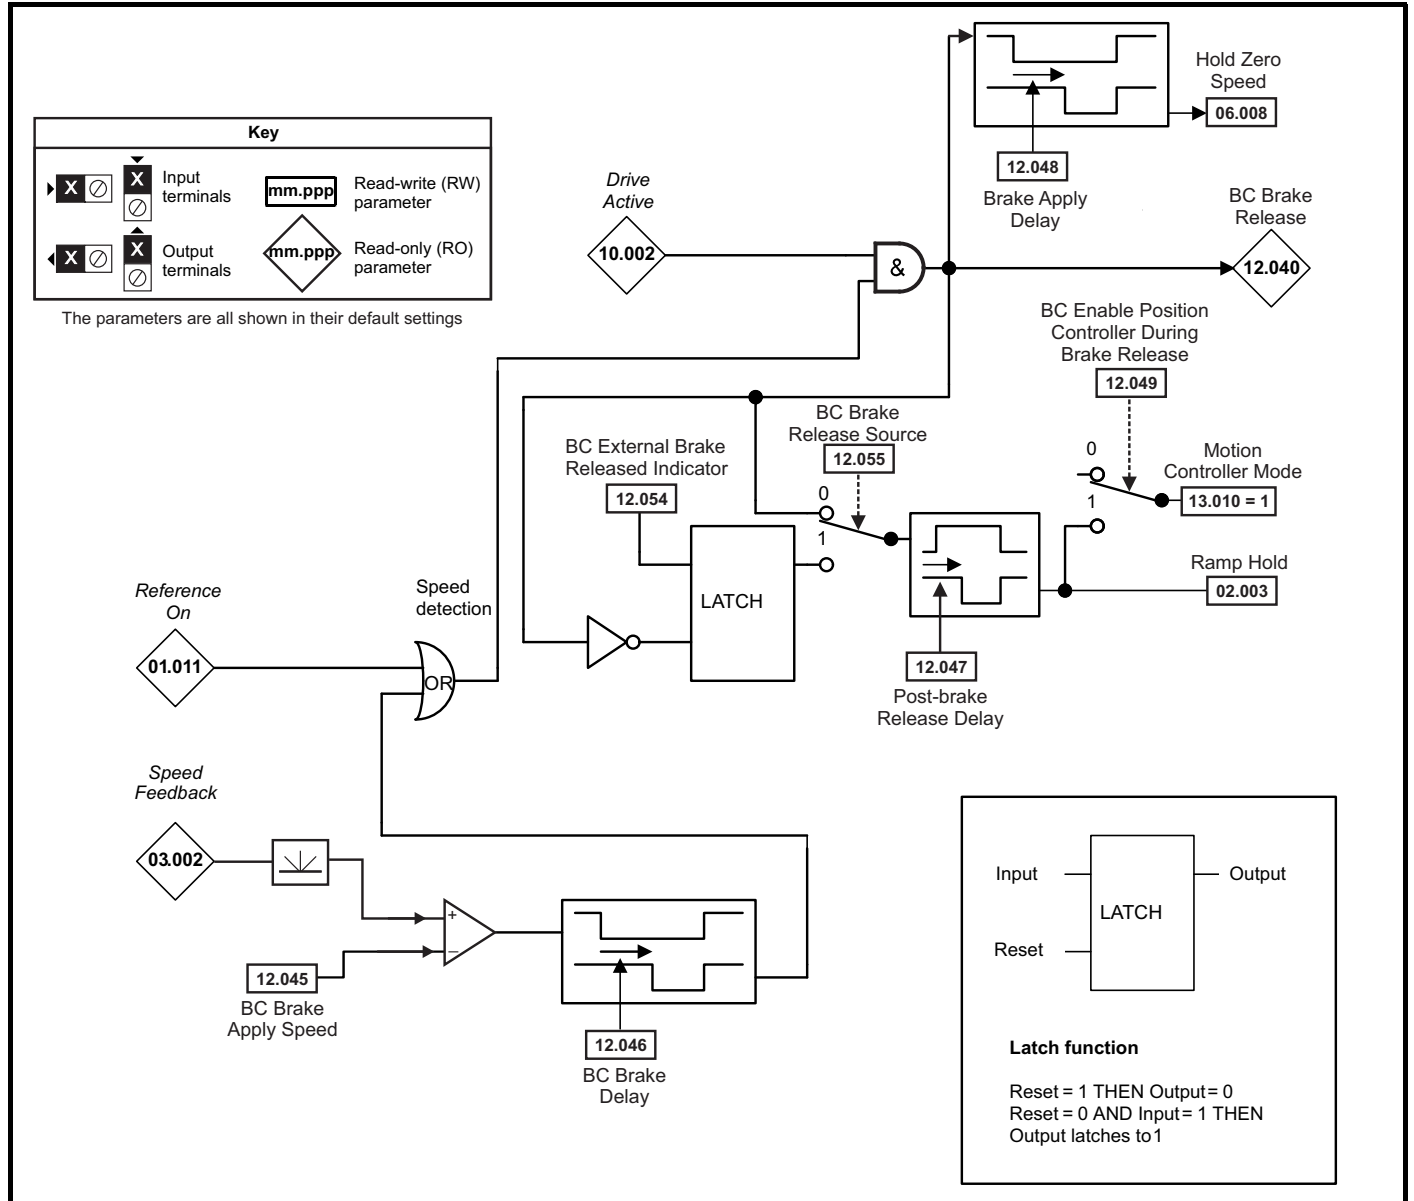 Key
X
X
Input
terminals
mm.ppp
Read-write (RW)
parameter
X
X
Output
terminals
mm.ppp
Read-only (RO)
parameter
The parameters are all shown in their default settings
Hold Zero
Speed
06.008
12.048
Brake Apply
Delay
Drive
Active
10.002
&
BC Brake
Release
12.040
BC Enable Position
Controller During
Brake Release
12.049
0
1
Motion
Controller Mode
13.010 = 1
BC Brake
Release Source
12.055
0
1
BC External Brake
Released Indicator
12.054
LATCH
Ramp Hold
02.003
12.047
Post-brake
Release Delay
Reference
On
01.011
Speed
detection
OR
Speed
Feedback
03.002
+
–
12.045
BC Brake
Apply Speed
12.046
BC Brake
Delay
Input
Output
LATCH
Reset
Latch function
Reset = 1 THEN Output = 0
Reset = 0 AND Input = 1 THEN
Output latches to1